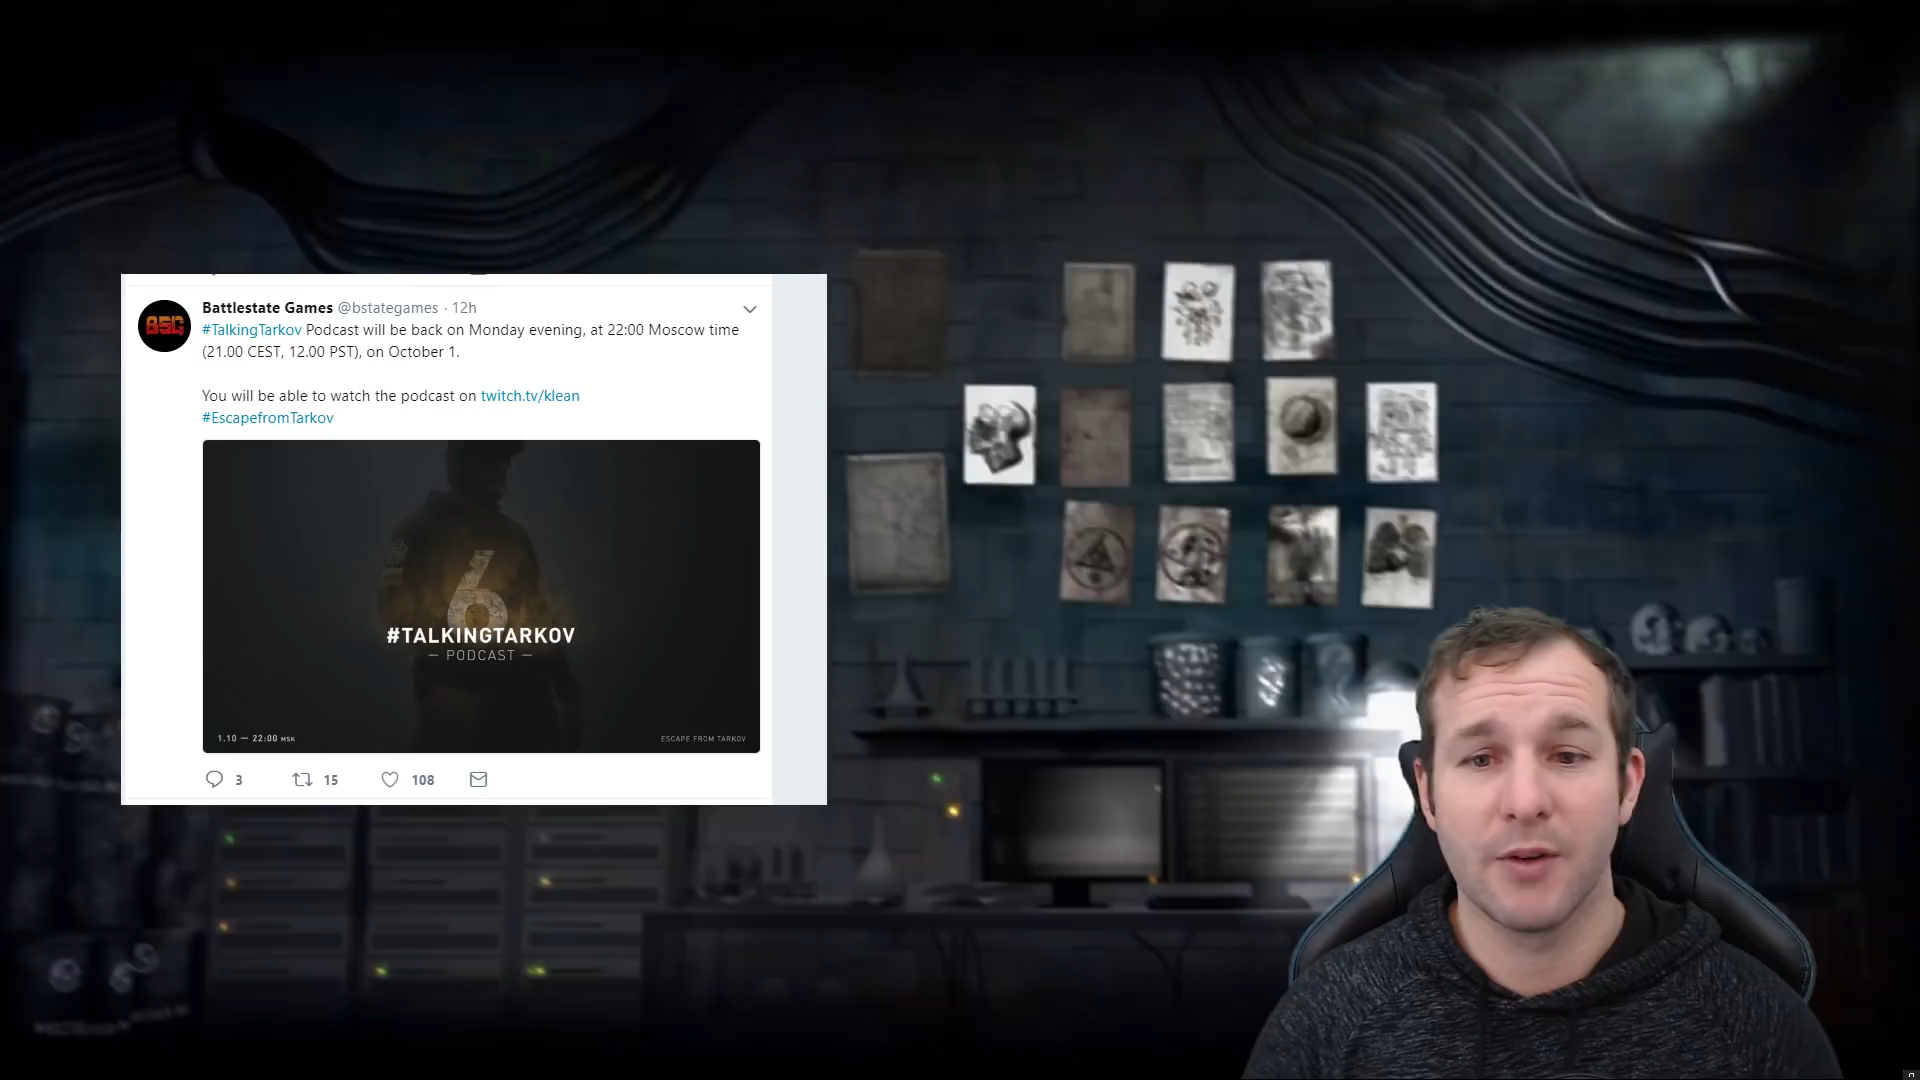 Battlestate Games @bstategames · 12h
#TalkingTarkov Podcast will be back on Monday evening, at 22:00 Moscow time
(21.00 CEST, 12.00 PST), on October 1.
You will be able to watch the podcast on twitch.tv/klean
#EscapefromTarkov
BSG
6
#TALKINGTARKOV
— PODCAST —
1.10 — 22:00 MSK
ESCAPE FROM TARKOV
3
15
108